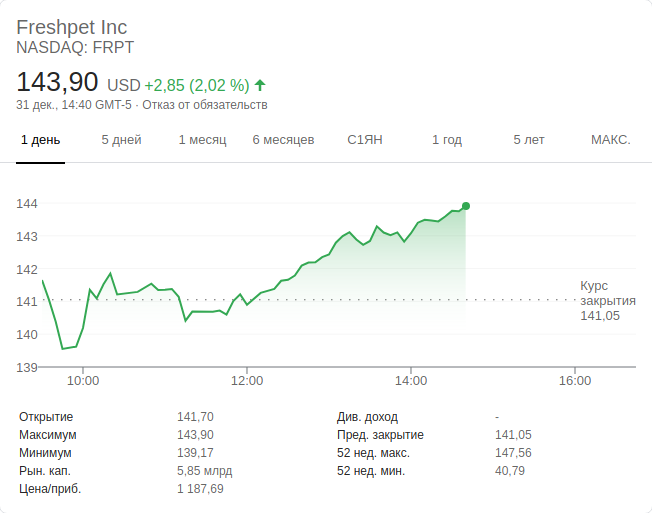 Freshpet Inc
NASDAQ: FRPT
143,90 USD +2,85 (2,02 %)
31 дек., 14:40 GMT-5 · Отказ от обязательств
1 день 5 дней 1 месяц 6 месяцев С1ЯН 1 год 5 лет МАКС.
144
143
142
141
140
139
Курс
закрытия
141,05
10:00 12:00 14:00 16:00
Открытие 141,70 Див. доход -
Максимум 143,90 Пред. закрытие 141,05
Минимум 139,17 52 нед. макс. 147,56
Рын. кап. 5,85 млрд 52 нед. мин. 40,79
Цена/приб. 1 187,69